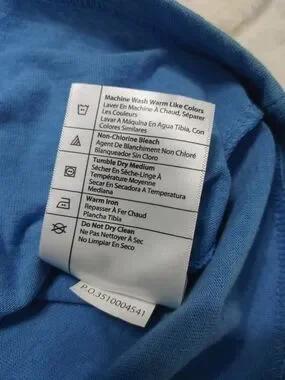 Machine Wash Warm Like Colors
Laver En Machine À Chaud, Séparer
Les Couleurs
Lavar A Máquina En Agua Tibia, Con
Colores Similares
Non-Chlorine Bleach
Agent De Blanchiment Non Chloré
Blanqueador Sin Cloro
Tumble Dry Medium
Sécher En Sèche-Linge À
Température Moyenne
Secar En Secadora A Temperatura
Mediana
Warm Iron
Repasser À Fer Chaud
Plancha Tibia
Do Not Dry Clean
Ne Pas Nettoyer À Sec
No Limpiar En Seco
P.O.3510004541